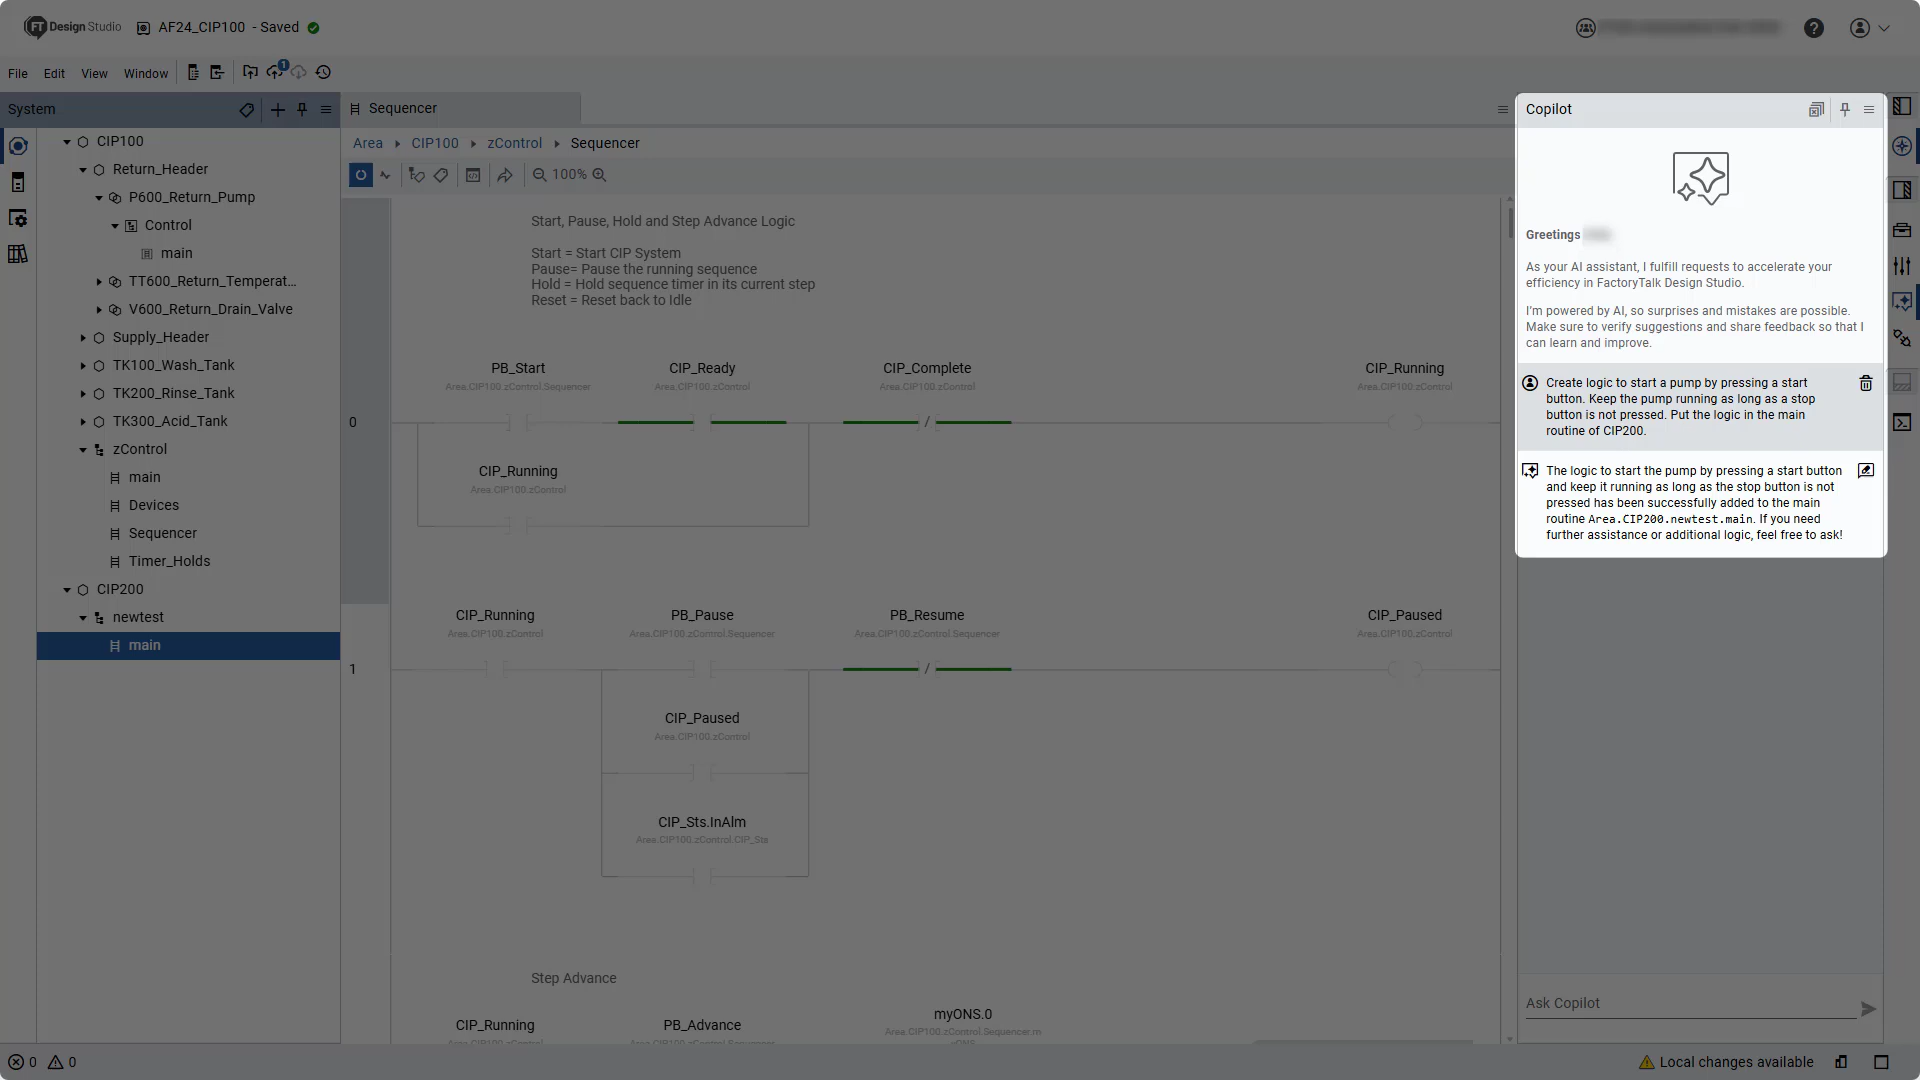 FT Design Studio AF24_CIP100 - Saved
File Edit View Window 1
System
CIP100
Return_Header
P600_Return_Pump
Control
main
TT600_Return_Temperat...
V600_Return_Drain_Valve
Supply_Header
TK100_Wash_Tank
TK200_Rinse_Tank
TK300_Acid_Tank
zControl
main
Devices
Sequencer
Timer_Holds
CIP200
newtest
main
Sequencer
Area CIP100 zControl Sequencer
100%
Start, Pause, Hold and Step Advance Logic
Start = Start CIP System
Pause= Pause the running sequence
Hold = Hold sequence timer in its current step
Reset = Reset back to Idle
PB_Start CIP_Ready CIP_Complete CIP_Running
Area.CIP100.zControl.Sequencer Area.CIP100.zControl Area.CIP100.zControl Area.CIP100.zControl
0
CIP_Running
Area.CIP100.zControl
CIP_Running PB_Pause PB_Resume CIP_Paused
Area.CIP100.zControl Area.CIP100.zControl.Sequencer Area.CIP100.zControl.Sequencer Area.CIP100.zControl
1
CIP_Paused
Area.CIP100.zControl
CIP_Sts.InAlm
Area.CIP100.zControl.CIP_Sts
Step Advance
CIP_Running PB_Advance myONS.0
Area.CIP100.zControl Area.CIP100.zControl.Sequencer Area.CIP100.zControl.Sequencer.m
Copilot
Greetings
As your AI assistant, I fulfill requests to accelerate your
efficiency in FactoryTalk Design Studio.
I'm powered by AI, so surprises and mistakes are possible.
Make sure to verify suggestions and share feedback so that I
can learn and improve.
Create logic to start a pump by pressing a start
button. Keep the pump running as long as a stop
button is not pressed. Put the logic in the main
routine of CIP200.
The logic to start the pump by pressing a start button
and keep it running as long as the stop button is not
pressed has been successfully added to the main
routine Area.CIP200.newtest.main. If you need
further assistance or additional logic, feel free to ask!
Ask Copilot
0 0
Local changes available